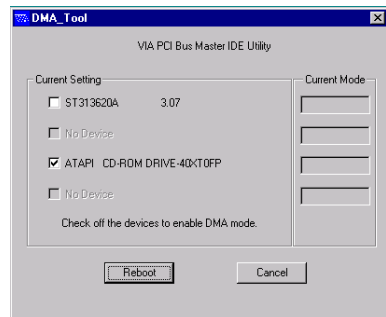 DMA_Tool
VIA PCI Bus Master IDE Utility
Current Setting
Current Mode
ST313620A 3.07
No Device
ATAPI CD-ROM DRIVE-40XT0FP
No Device
Check off the devices to enable DMA mode.
Reboot
Cancel